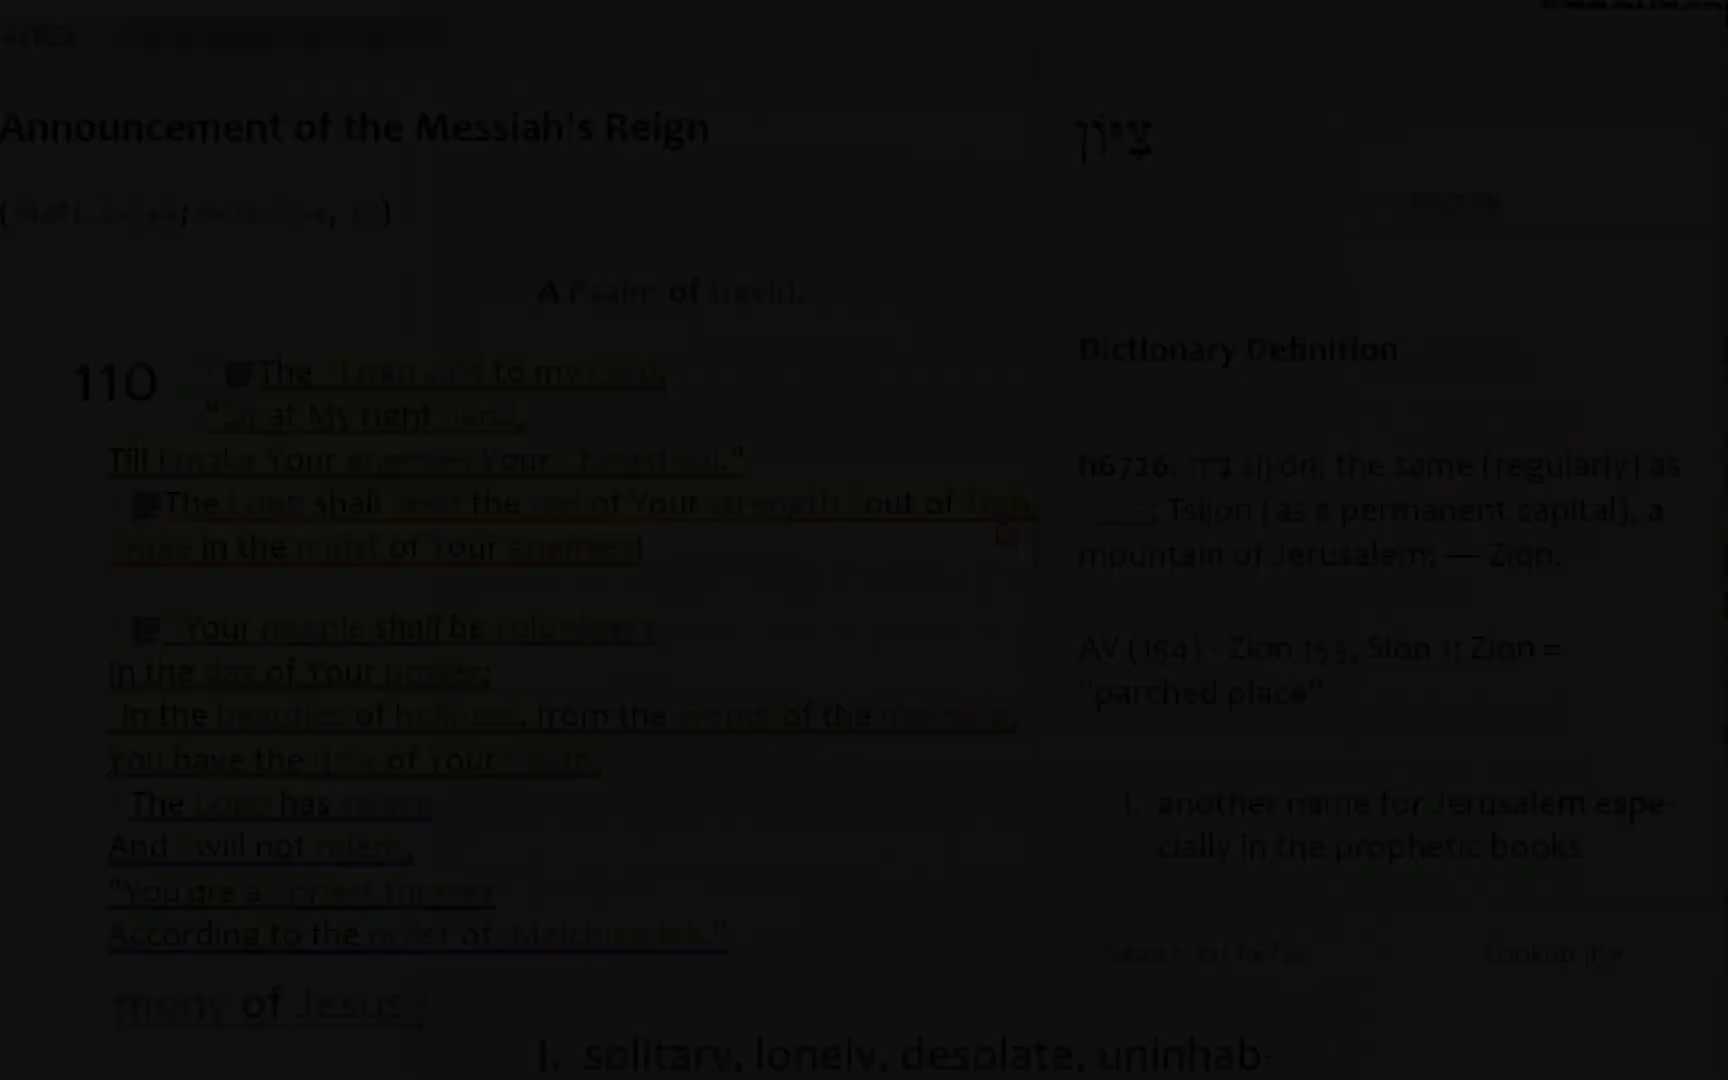 Announcement of the Messiah's Reign
A Psalm of David.
110 The Lord said to my Lord,
"Sit at My right hand,
Till I make Your enemies Your footstool."
The Lord shall send the rod of Your strength out of Zion.
Rule in the midst of Your enemies!
Your people shall be volunteers
In the day of Your power;
In the beauties of holiness, from the womb of the morning,
You have the dew of Your youth.
The Lord has sworn
And will not relent,
"You are a priest forever
According to the order of Melchizedek."
mony of Jesus
ציון
Dictionary Definition
h6726. ṣîyôn; the same (regularly) as
; Tsijon (as a permanent capital), a
mountain of Jerusalem; — Zion.
AV (154) - Zion 153, Sion 1; Zion =
"parched place"
1. another name for Jerusalem espe-
cially in the prophetic books
I. solitary, lonely, desolate, uninhab-